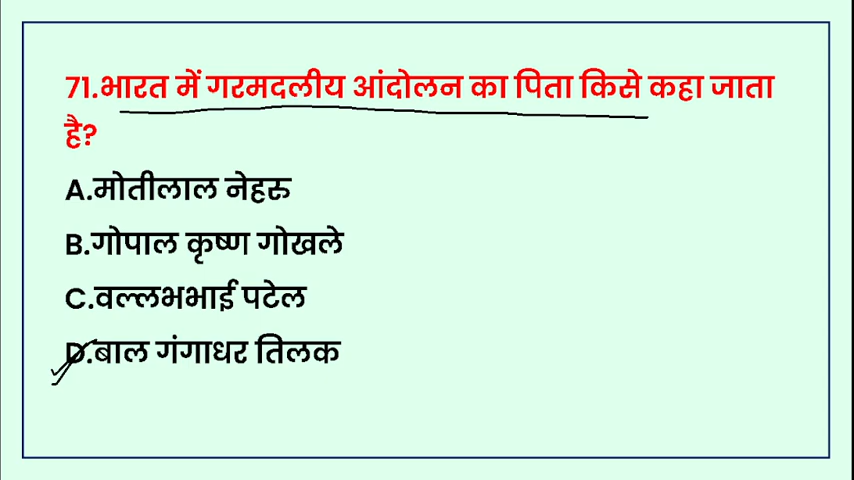 71.भारत में गरमदलीय आंदोलन का पिता किसे कहा जाता
है?
A.मोतीलाल नेहरु
B.गोपाल कृष्ण गोखले
C.वल्लभभाई पटेल
D.बाल गंगाधर तिलक